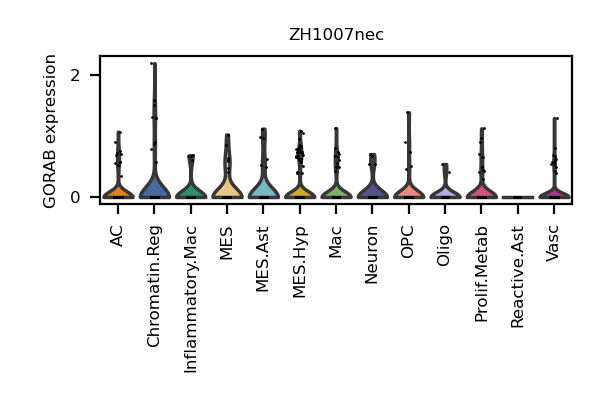 ZH1007nec
GORAB expression
2
0
AC
Chromatin.Reg
Inflammatory.Mac
MES
MES.Ast
MES.Hyp
Mac
Neuron
OPC
Oligo
Prolif.Metab
Reactive.Ast
Vasc